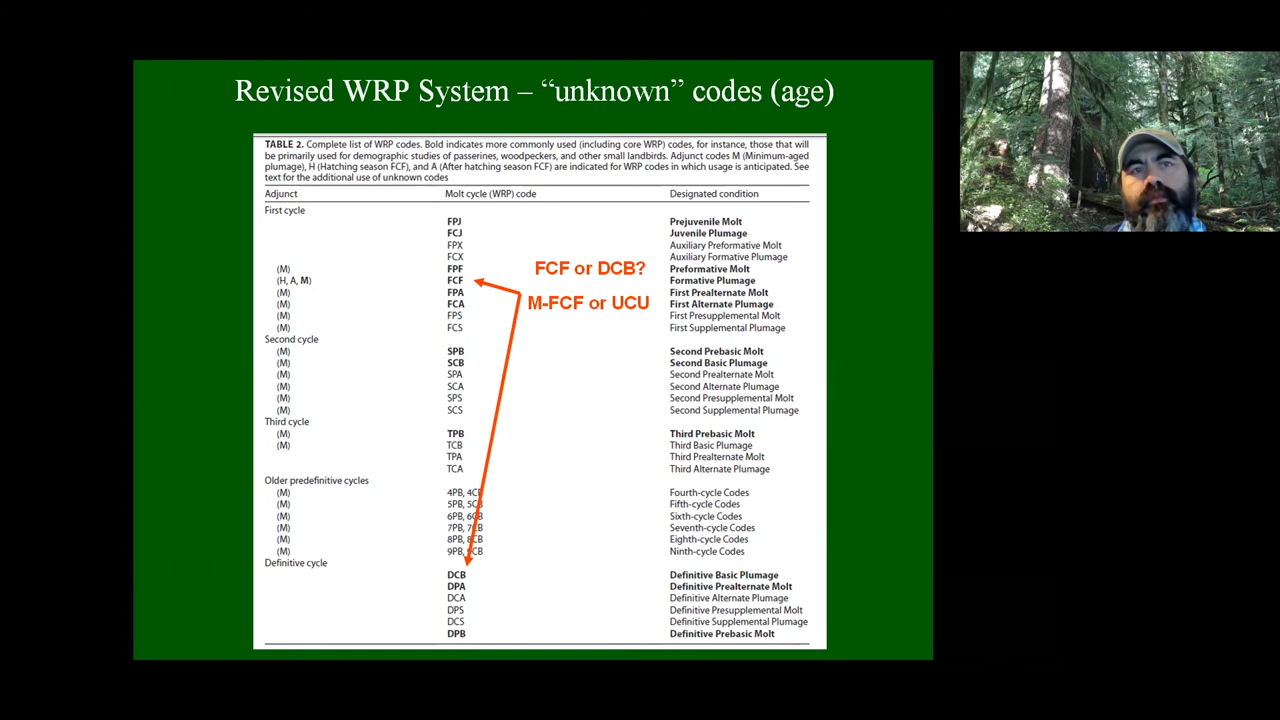 Revised WRP System – “unknown” codes (age)
TABLE 2. Complete list of WRP codes. Bold indicates more commonly used (including core WRP) codes, for instance, those that will
be primarily used for demographic studies of passerines, woodpeckers, and other small landbirds. Adjunct codes M (Minimum-aged
plumage), H (Hatching season FCF), and A (After hatching season FCF) are indicated for WRP codes in which usage is anticipated. See
text for the additional use of unknown codes
Adjunct Molt cycle (WRP) code Designated condition
First cycle
FPJ Prejuvenile Molt
FCJ Juvenile Plumage
FPX Auxiliary Preformative Molt
FCX Auxiliary Formative Plumage
(M) FPF Preformative Molt
(H, A, M) FCF Formative Plumage
(M) FPA First Prealternate Molt
(M) FCA First Alternate Plumage
(M) FPS First Presupplemental Molt
(M) FCS First Supplemental Plumage
FCF or DCB?
M-FCF or UCU
Second cycle
(M) SPB Second Prebasic Molt
(M) SCB Second Basic Plumage
(M) SPA Second Prealternate Molt
(M) SCA Second Alternate Plumage
(M) SPS Second Presupplemental Molt
(M) SCS Second Supplemental Plumage
Third cycle
(M) TPB Third Prebasic Molt
(M) TCB Third Basic Plumage
TPA Third Prealternate Molt
TCA Third Alternate Plumage
Older predefinitive cycles
(M) 4PB, 4CB Fourth-cycle Codes
(M) 5PB, 5CB Fifth-cycle Codes
(M) 6PB, 6CB Sixth-cycle Codes
(M) 7PB, 7CB Seventh-cycle Codes
(M) 8PB, 8CB Eighth-cycle Codes
(M) 9PB, 9CB Ninth-cycle Codes
Definitive cycle
DCB Definitive Basic Plumage
DPA Definitive Prealternate Molt
DCA Definitive Alternate Plumage
DPS Definitive Presupplemental Molt
DCS Definitive Supplemental Plumage
DPB Definitive Prebasic Molt